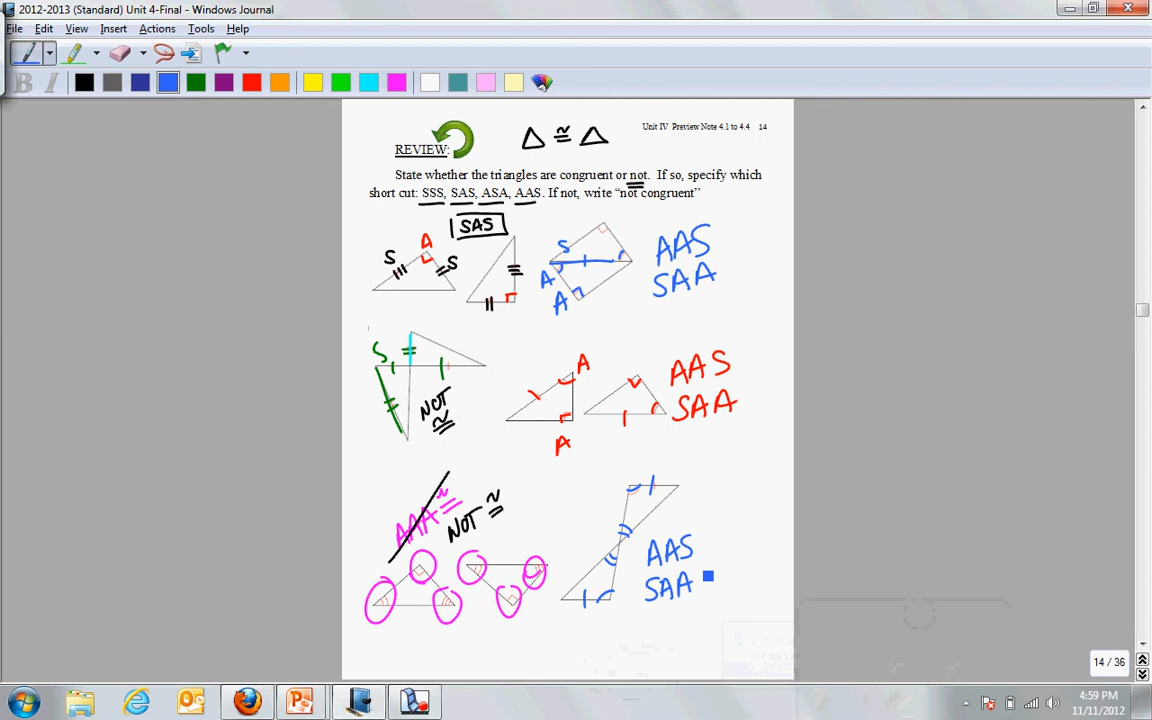 2012-2013 (Standard) Unit 4-Final - Windows Journal
File Edit View Insert Actions Tools Help
B I
Unit IV Preview Note 4.1 to 4.4 14
REVIEW:
△ ≅ △
State whether the triangles are congruent or not. If so, specify which
short cut: SSS, SAS, ASA, AAS. If not, write “not congruent”
SAS
S A S
S A A
AAS
SAA
S
NOT
≅
A
A
AAS
SAA
AAA ≅
NOT ≅
AAS
SAA
14 / 36
4:59 PM
11/11/2012